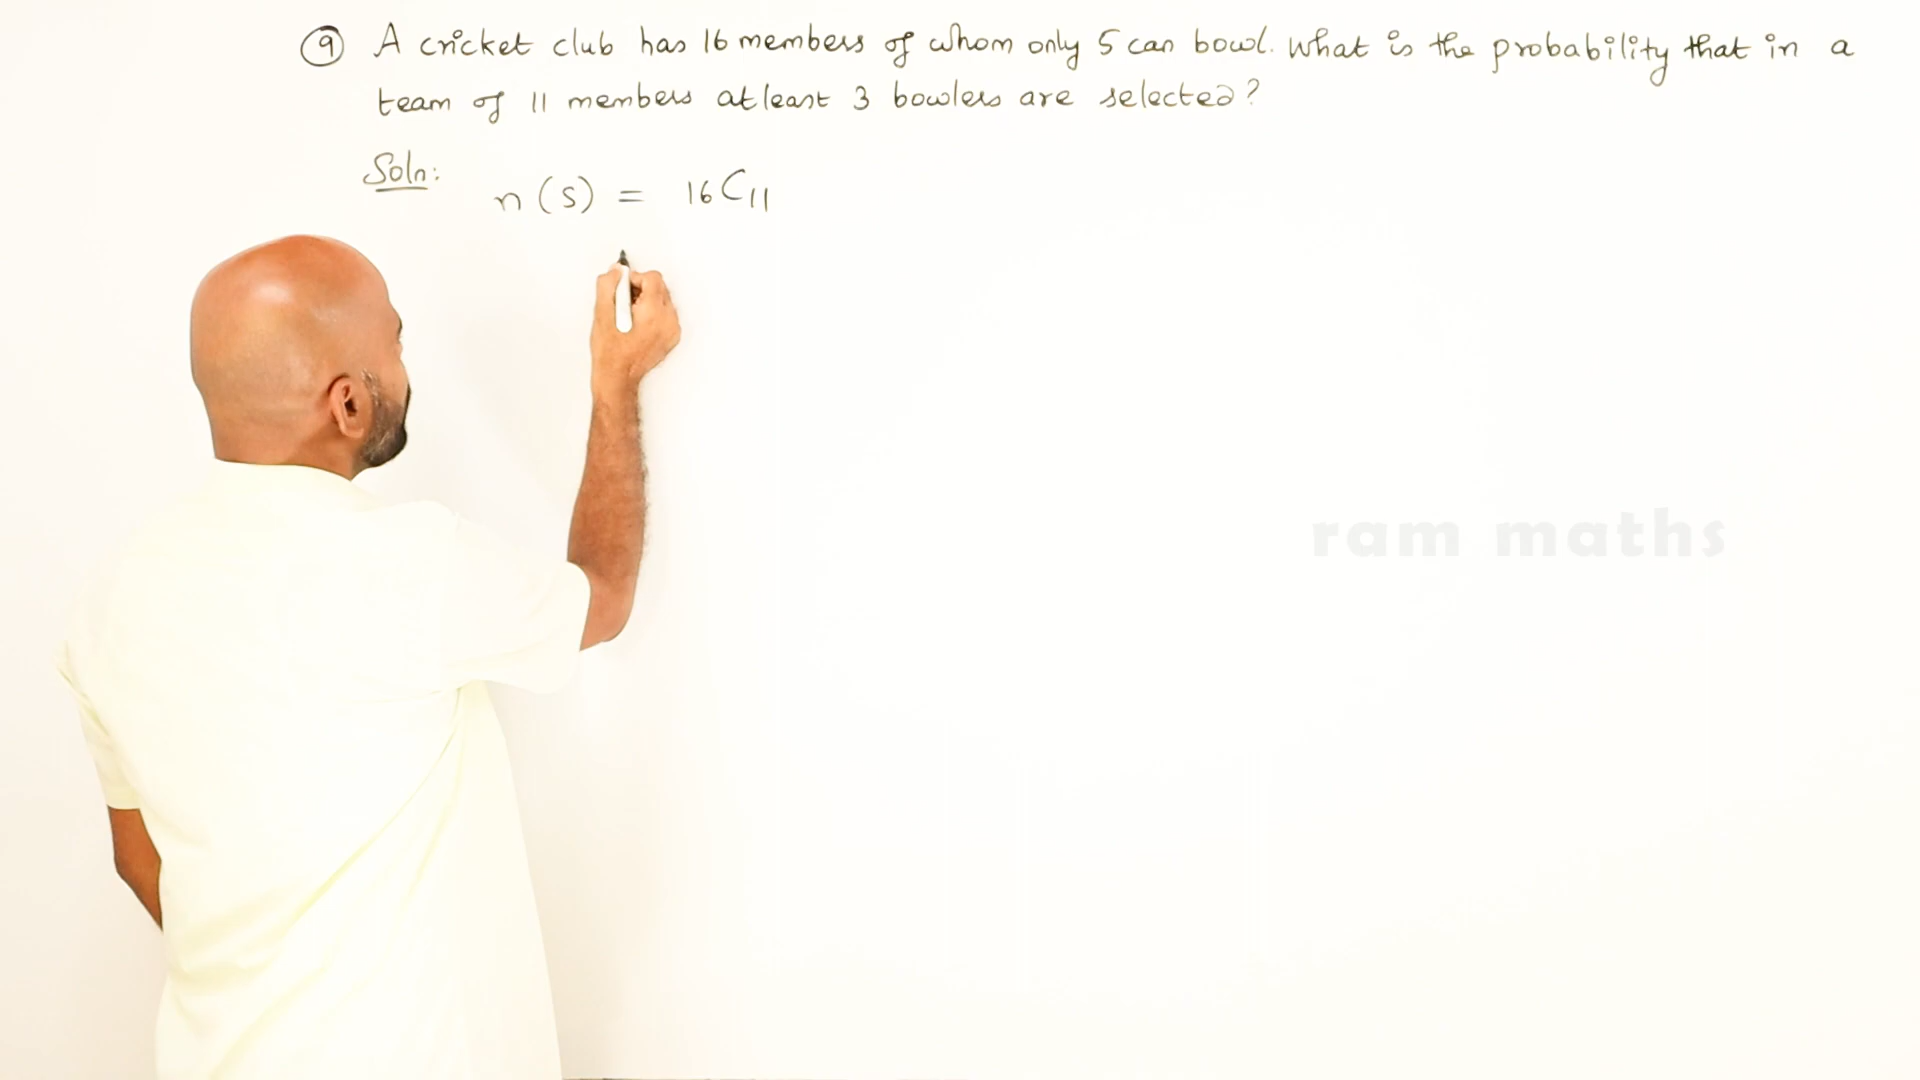 9 A cricket club has 16 members of whom only 5 can bowl. What is the probability that in a
team of 11 members atleast 3 bowlers are selected?
Soln:
n(s) = 16C11
ram maths